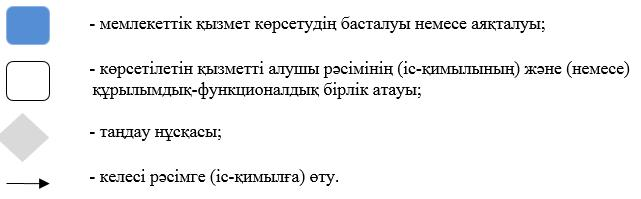 - мемлекеттік қызмет көрсетудің басталуы немесе аяқталуы;
- көрсетілетін қызметті алушы рәсімінің (іс-қимылының) және (немесе)
құрылымдық-функционалдық бірлік атауы;
- таңдау нұсқасы;
- келесі рәсімге (іс-қимылға) өту.